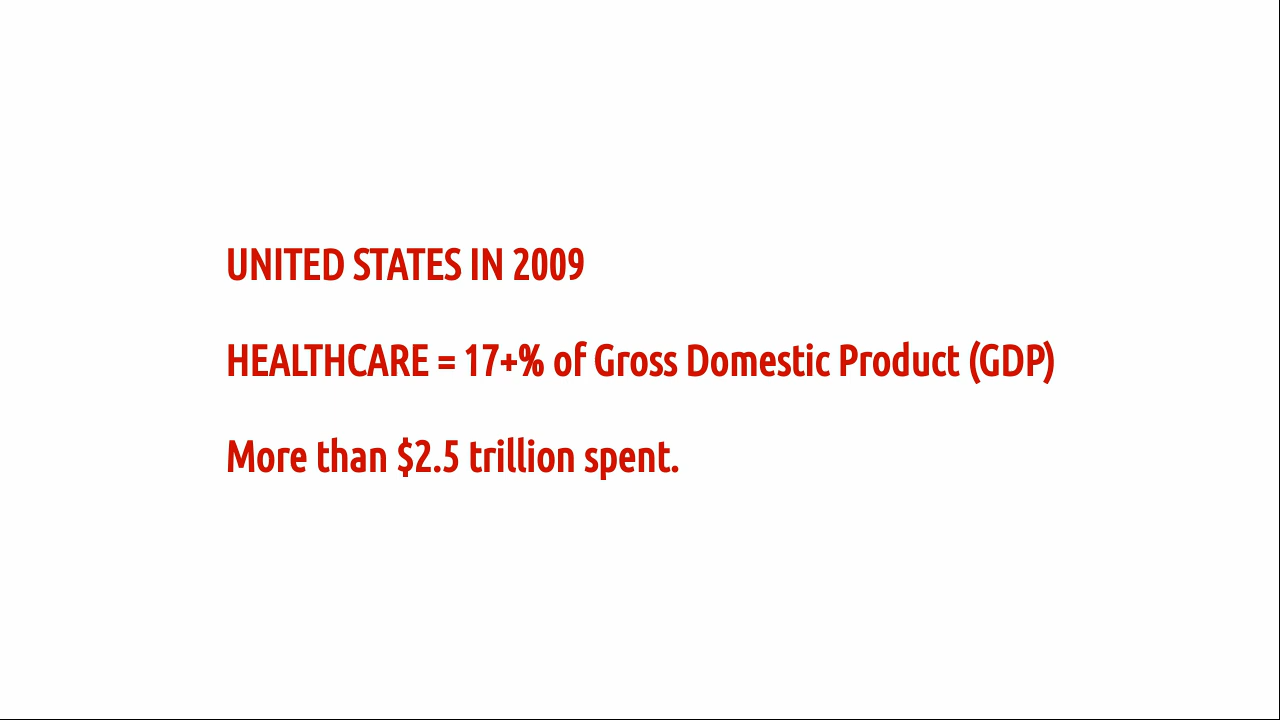 UNITED STATES IN 2009
HEALTHCARE = 17+% of Gross Domestic Product (GDP)
More than $2.5 trillion spent.